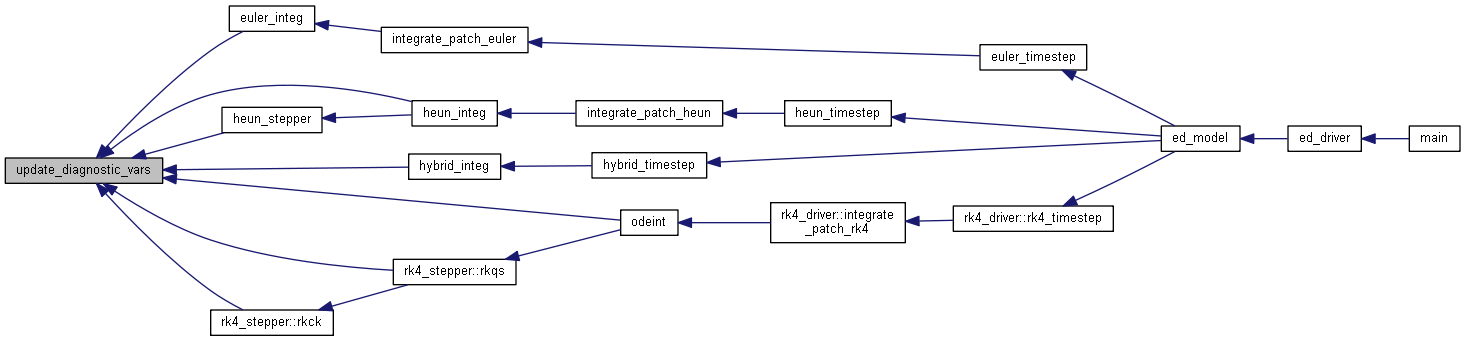 euler_integ
integrate_patch_euler
euler_timestep
heun_stepper
heun_integ
integrate_patch_heun
heun_timestep
ed_model
ed_driver
main
update_diagnostic_vars
hybrid_integ
hybrid_timestep
odeint
rk4_driver::integrate
_patch_rk4
rk4_driver::rk4_timestep
rk4_stepper::rkqs
rk4_stepper::rkck